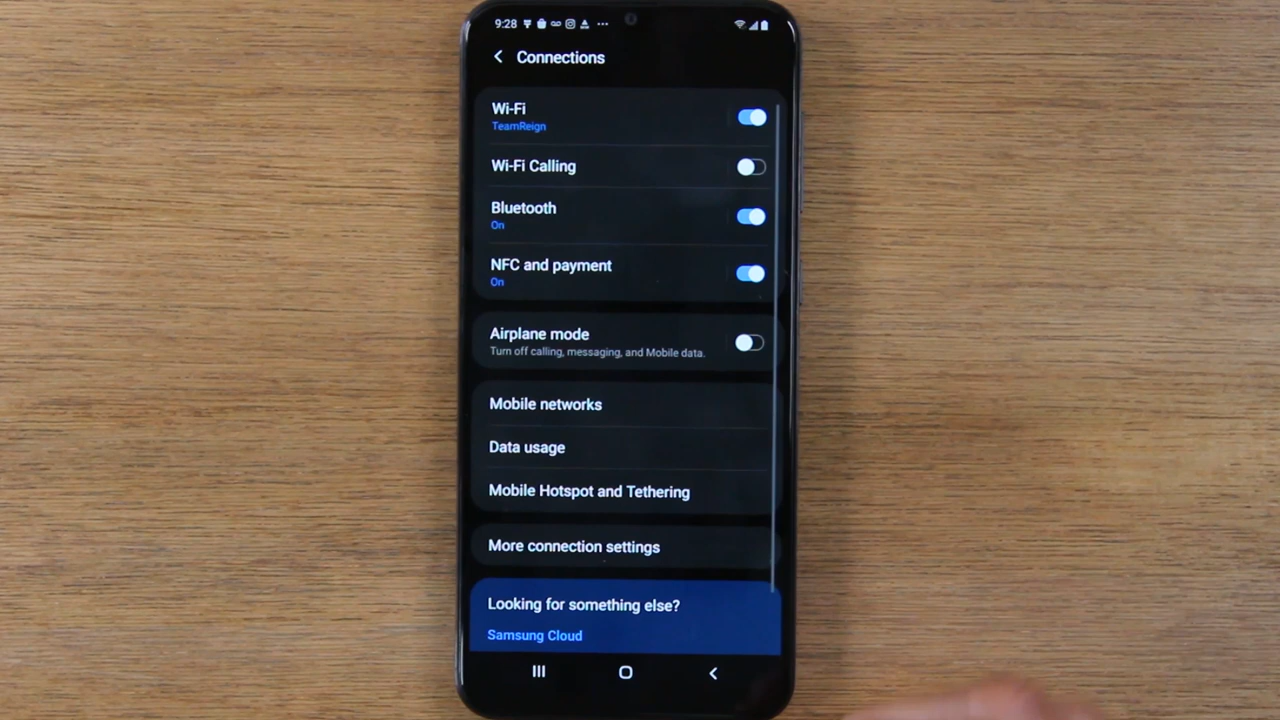 9:28
Connections
Wi-Fi
TeamReign
Wi-Fi Calling
Bluetooth
On
NFC and payment
On
Airplane mode
Turn off calling, messaging, and Mobile data.
Mobile networks
Data usage
Mobile Hotspot and Tethering
More connection settings
Looking for something else?
Samsung Cloud